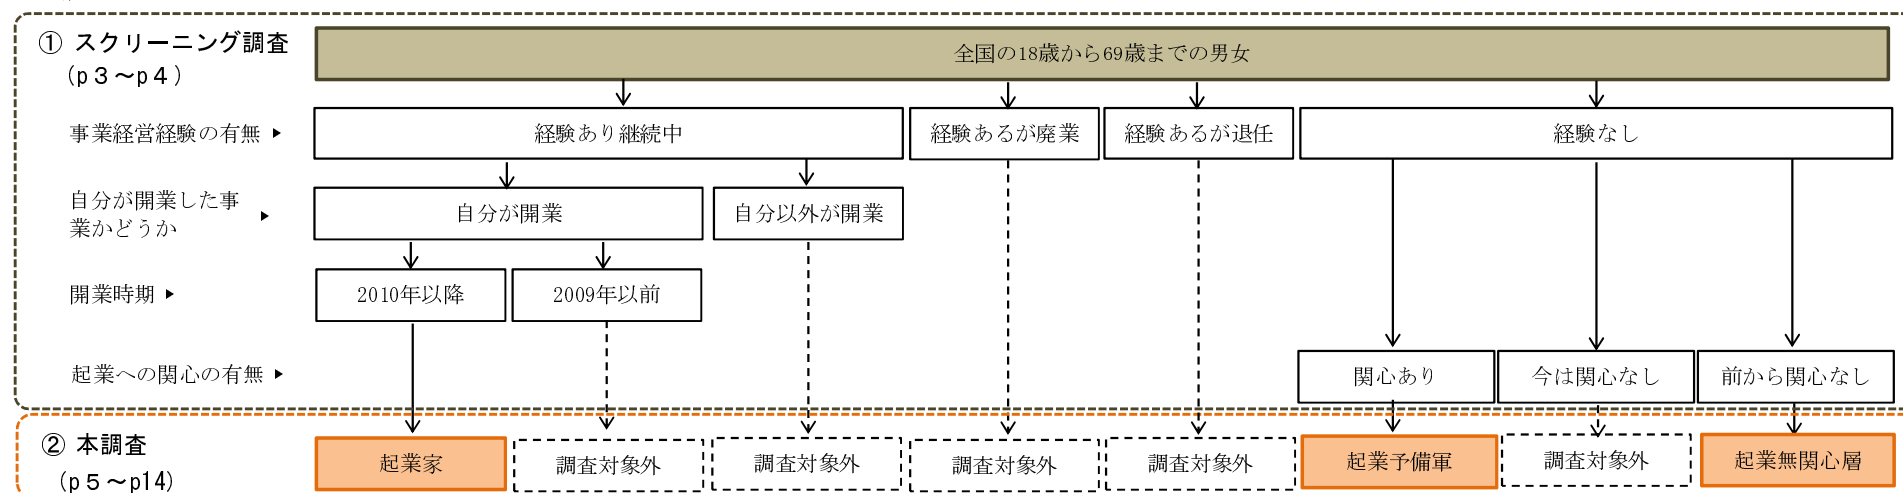 ① スクリーニング調査
（p３～p４）
全国の18歳から69歳までの男女
事業経営経験の有無 ▶
経験あり継続中
経験あるが廃業
経験あるが退任
経験なし
自分が開業した事
業かどうか ▶
自分が開業
自分以外が開業
開業時期 ▶
2010年以降
2009年以前
起業への関心の有無 ▶
関心あり
今は関心なし
前から関心なし
② 本調査
（p５～p14）
起業家
調査対象外
調査対象外
調査対象外
調査対象外
起業予備軍
調査対象外
起業無関心層